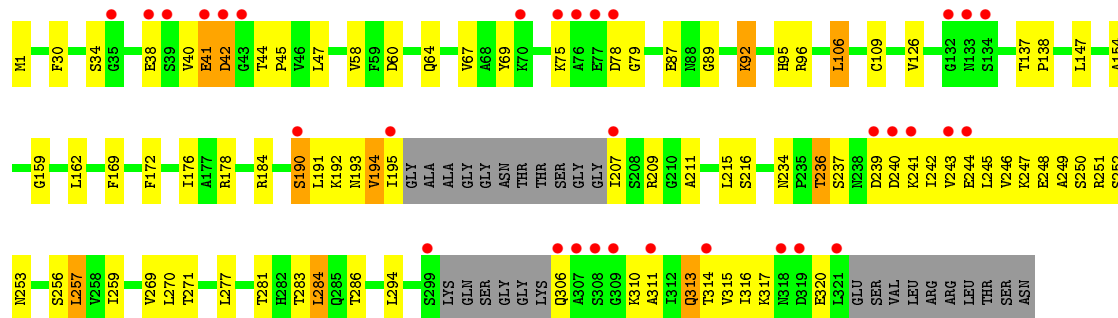 M1 F30 S34 G35 E38 S39 V40 E41 D42 G43 T44 P45 V46 L47 V58 F59 D60 Q64 V67 A68 Y69 K70 K75 A76 E77 D78 G79 E87 N88 G89 K92 H95 R96 L106 C109 V126 G132 N133 S134 T137 P138 L147 A154
G159 L162 F169 F172 I176 A177 R178 R184 S190 L191 K192 N193 V194 I195 GLY ALA ALA GLY GLY ASN THR THR SER GLY GLY I207 S208 R209 G210 A211 L215 S216 N234 P235 T236 S237 N238 D239 D240 K241 I242 V243 E244 L245 V246 K247 E248 A249 S250 R251 S252
N253 S256 L257 V258 I259 V269 L270 T271 L277 T281 H282 T283 L284 Q285 T286 L294 S299 LYS GLN SER GLY GLY LYS Q306 A307 S308 G309 K310 A311 I312 Q313 T314 V315 I316 K317 N318 D319 E320 L321 GLU SER VAL LEU ARG ARG LEU THR SER ASN